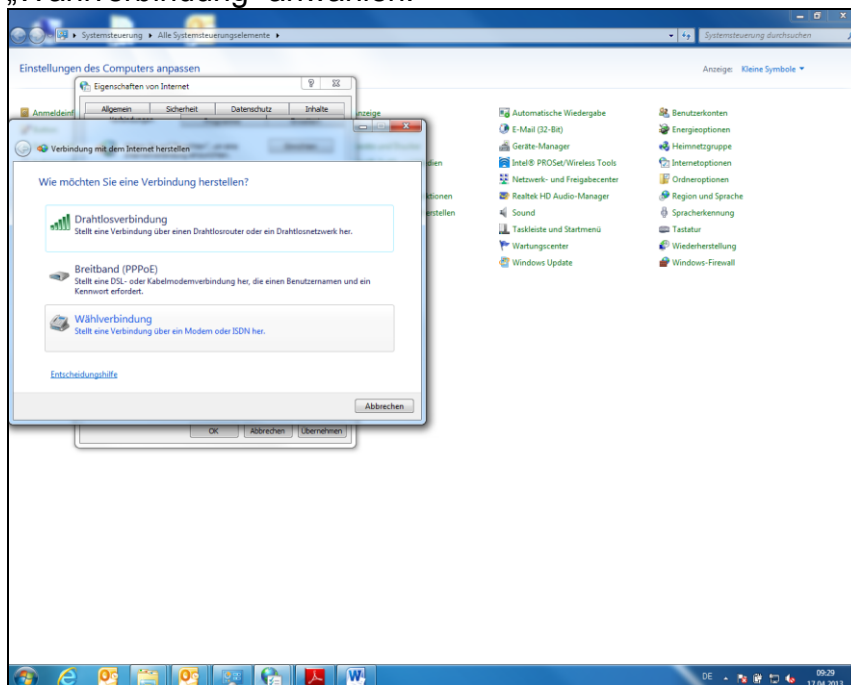 „Wählverbindung“ anwählen.
Systemsteuerung ▸ Alle Systemsteuerungselemente ▸
Systemsteuerung durchsuchen
Einstellungen des Computers anpassen
Anzeige: Kleine Symbole
Eigenschaften von Internet
Allgemein Sicherheit Datenschutz Inhalte
Verbindung mit dem Internet herstellen
Wie möchten Sie eine Verbindung herstellen?
Drahtlosverbindung
Stellt eine Verbindung über einen Drahtlosrouter oder ein Drahtlosnetzwerk her.
Breitband (PPPoE)
Stellt eine DSL- oder Kabelmodemverbindung her, die einen Benutzernamen und ein
Kennwort erfordert.
Wählverbindung
Stellt eine Verbindung über ein Modem oder ISDN her.
Entscheidungshilfe
Abbrechen
OK Abbrechen Übernehmen
Automatische Wiedergabe
E-Mail (32-Bit)
Geräte-Manager
Intel® PROSet/Wireless Tools
Netzwerk- und Freigabecenter
Realtek HD Audio-Manager
Sound
Taskleiste und Startmenü
Wartungscenter
Windows Update
Benutzerkonten
Energieoptionen
Heimnetzgruppe
Internetoptionen
Ordneroptionen
Region und Sprache
Spracherkennung
Tastatur
Wiederherstellung
Windows-Firewall
DE
09:29
17.04.2013